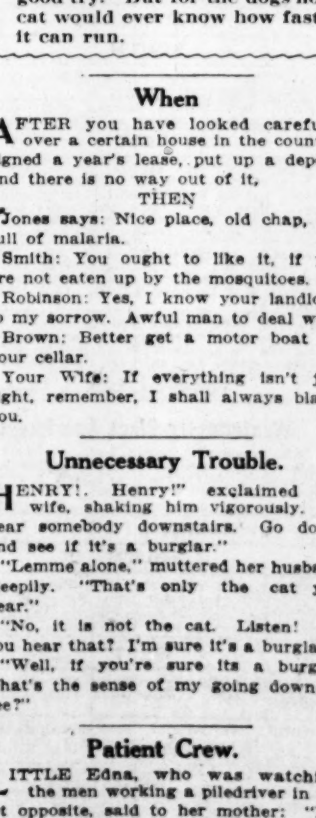 good try! But for the dogs no
cat would ever know how fast
it can run.
When
AFTER you have looked carefu
over a certain house in the coun
igned a year's lease, put up a dep
nd there is no way out of it,
THEN
Jones says: Nice place, old chap,
ull of malaria.
Smith: You ought to like it, if
re not eaten up by the mosquitoes.
Robinson: Yes, I know your landlo
o my sorrow. Awful man to deal w
Brown: Better get a motor boat
our cellar.
Your Wife: If everything isn't j
ght, remember, I shall always bla
ou.
Unnecessary Trouble.
HENRY!. Henry!" exclaimed
wife, shaking him vigorously.
ear somebody downstairs. Go do
nd see if it's a burglar."
"Lemme alone," muttered her husb
eepily. "That's only the cat y
ear."
"No, it is not the cat. Listen!
ou hear that? I'm sure it's a burgla
"Well, if you're sure its a burg
hat's the sense of my going down
ee?"
Patient Crew.
ITTLE Edna, who was watchi
the men working a piledriver in
t opposite, said to her mother: "